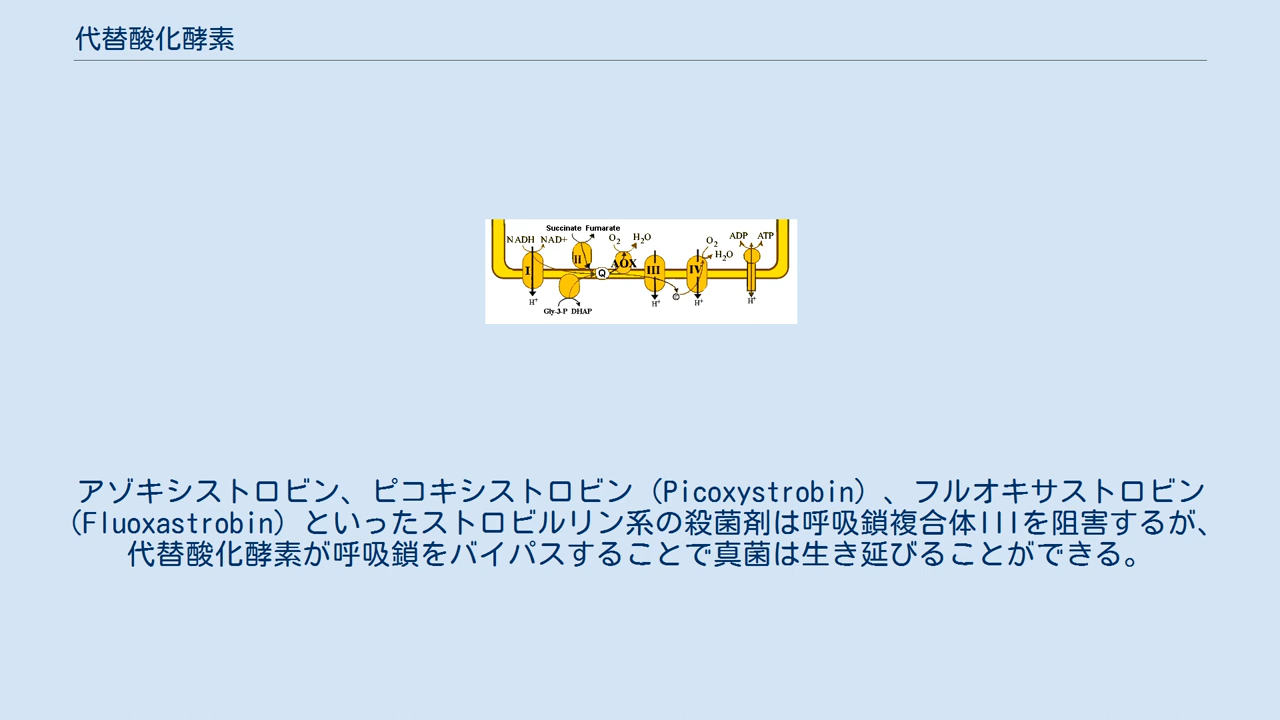 代替酸化酵素
Succinate Fumarate
NADH NAD+ O2 H2O O2 ADP ATP
H2O
I II Q AOX III IV
H+ C H+ H+ H+
Gly-3-P DHAP
アゾキシストロビン、ピコキシストロビン（Picoxystrobin）、フルオキサストロビン
（Fluoxastrobin）といったストロビルリン系の殺菌剤は呼吸鎖複合体IIIを阻害するが、
代替酸化酵素が呼吸鎖をバイパスすることで真菌は生き延びることができる。